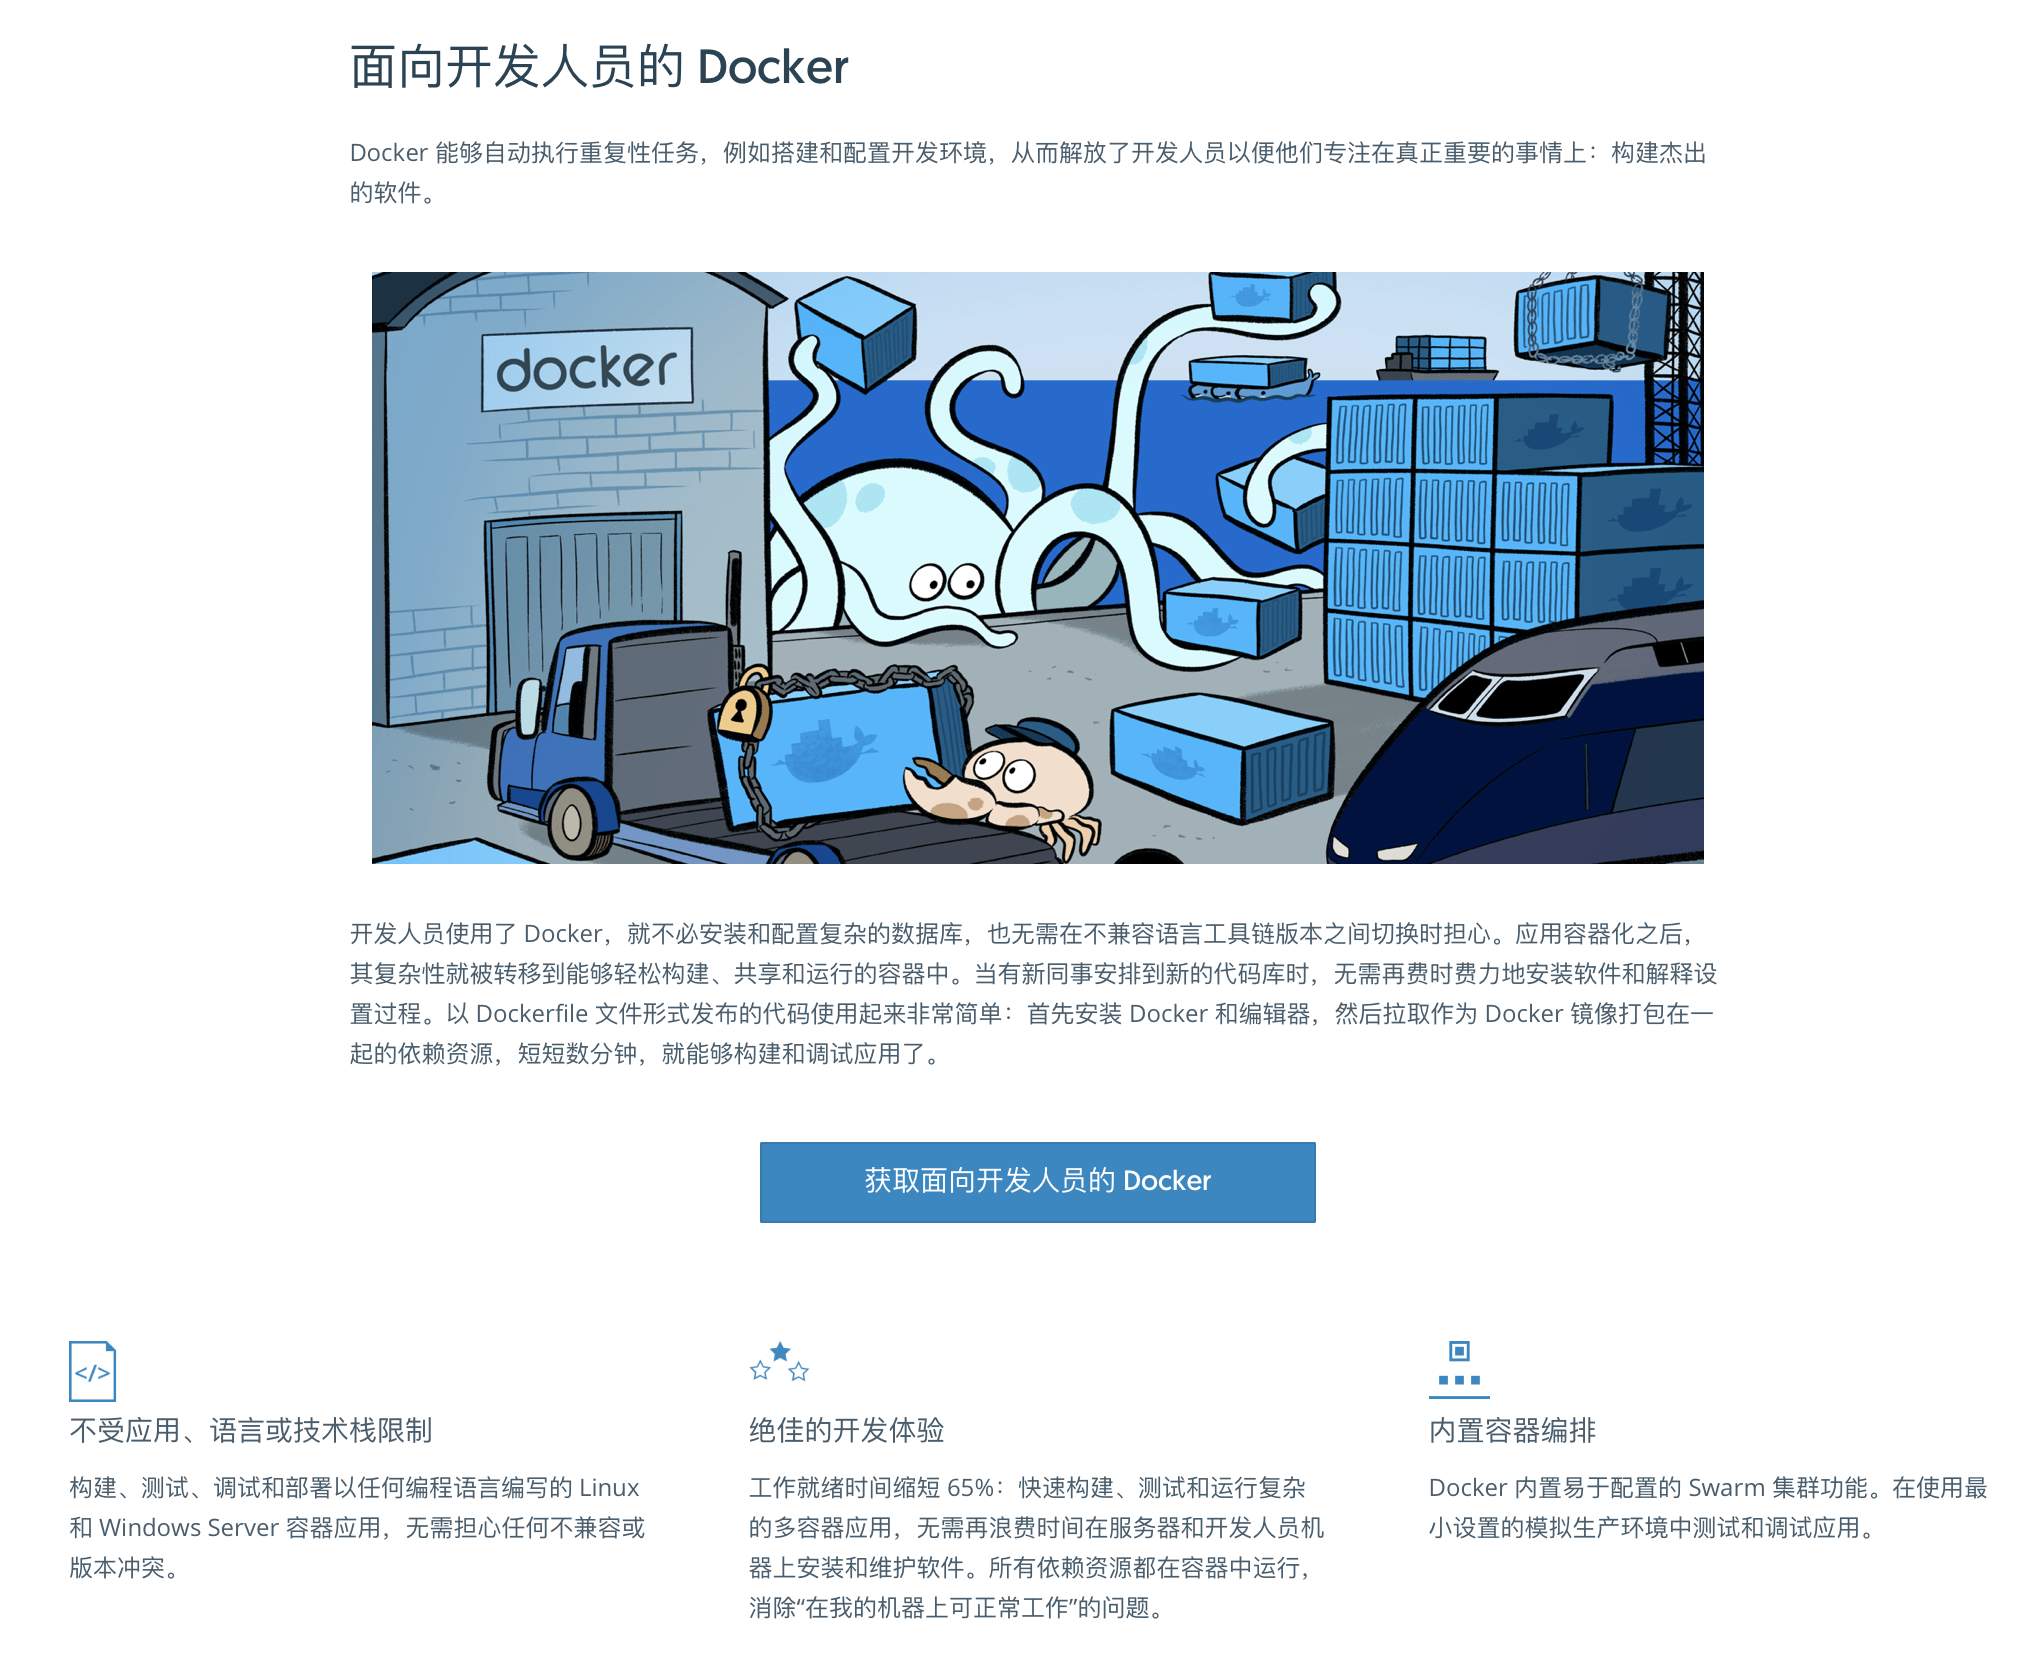 面向开发人员的 Docker
Docker 能够自动执行重复性任务，例如搭建和配置开发环境，从而解放了开发人员以便他们专注在真正重要的事情上：构建杰出
的软件。
docker
开发人员使用了 Docker，就不必安装和配置复杂的数据库，也无需在不兼容语言工具链版本之间切换时担心。应用容器化之后，
其复杂性就被转移到能够轻松构建、共享和运行的容器中。当有新同事安排到新的代码库时，无需再费时费力地安装软件和解释设
置过程。以 Dockerfile 文件形式发布的代码使用起来非常简单：首先安装 Docker 和编辑器，然后拉取作为 Docker 镜像打包在一
起的依赖资源，短短数分钟，就能够构建和调试应用了。
获取面向开发人员的 Docker
</>
不受应用、语言或技术栈限制
构建、测试、调试和部署以任何编程语言编写的 Linux
和 Windows Server 容器应用，无需担心任何不兼容或
版本冲突。
绝佳的开发体验
工作就绪时间缩短 65%：快速构建、测试和运行复杂
的多容器应用，无需再浪费时间在服务器和开发人员机
器上安装和维护软件。所有依赖资源都在容器中运行，
消除“在我的机器上可正常工作”的问题。
内置容器编排
Docker 内置易于配置的 Swarm 集群功能。在使用最
小设置的模拟生产环境中测试和调试应用。